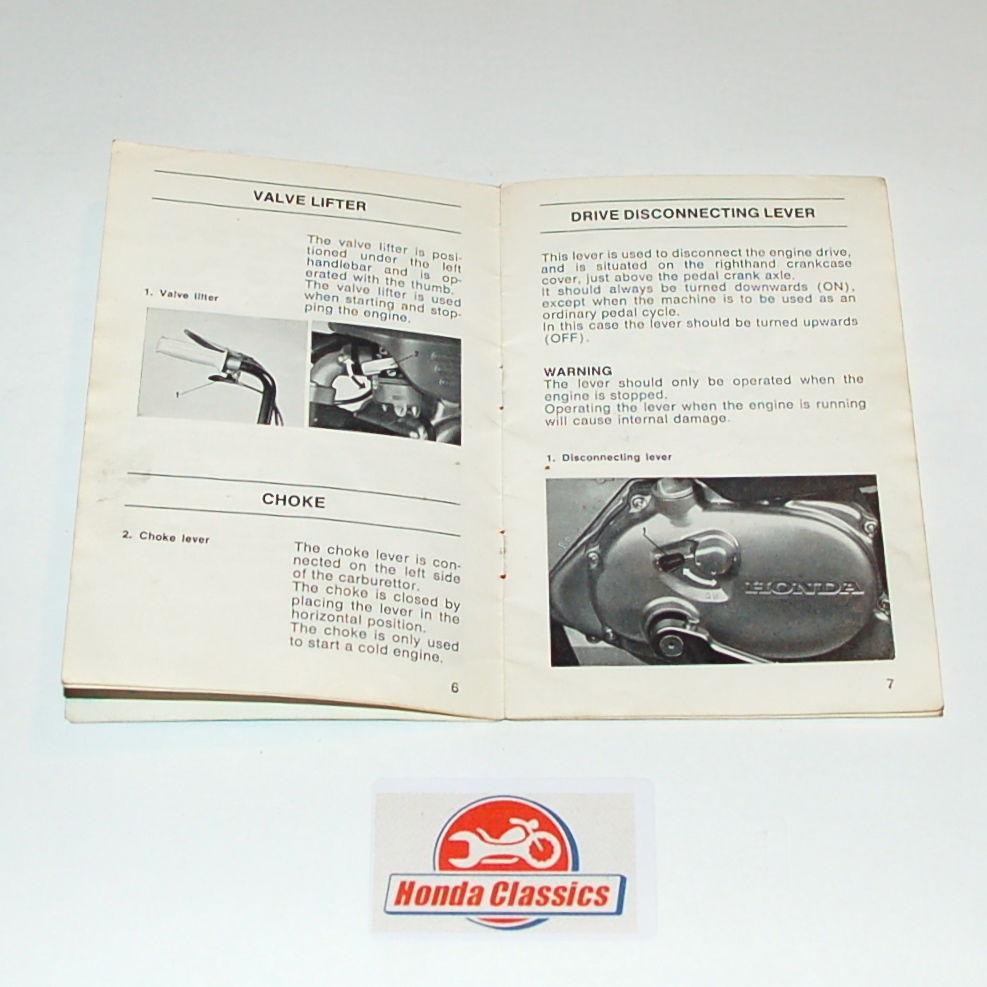 VALVE LIFTER
The valve lifter is posi-
tioned under the left
handlebar and is op-
erated with the thumb.
The valve lifter is used
when starting and stop-
ping the engine.
1. Valve lifter
1
2
CHOKE
2. Choke lever
The choke lever is con-
nected on the left side
of the carburettor.
The choke is closed by
placing the lever in the
horizontal position.
The choke is only used
to start a cold engine.
6
DRIVE DISCONNECTING LEVER
This lever is used to disconnect the engine drive,
and is situated on the righthand crankcase
cover, just above the pedal crank axle.
It should always be turned downwards (ON),
except when the machine is to be used as an
ordinary pedal cycle.
In this case the lever should be turned upwards
(OFF).
WARNING
The lever should only be operated when the
engine is stopped.
Operating the lever when the engine is running
will cause internal damage.
1. Disconnecting lever
1
HONDA
ON
7
Honda Classics